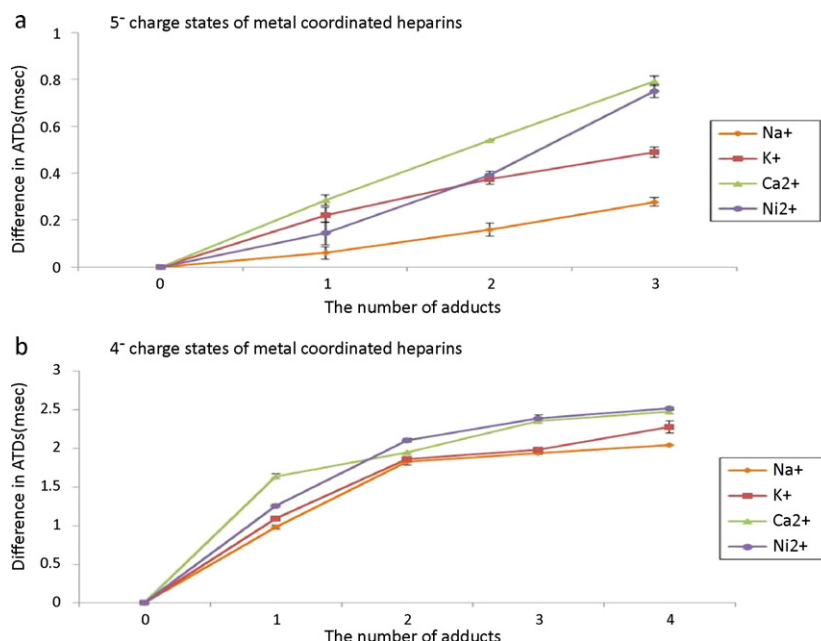 a
5⁻ charge states of metal coordinated heparins
Difference in ATDs(msec)
1
0.8
0.6
0.4
0.2
0
0 1 2 3
The number of adducts
Na+
K+
Ca2+
Ni2+
b
4⁻ charge states of metal coordinated heparins
Difference in ATDs(msec)
3
2.5
2
1.5
1
0.5
0
0 1 2 3 4
The number of adducts
Na+
K+
Ca2+
Ni2+